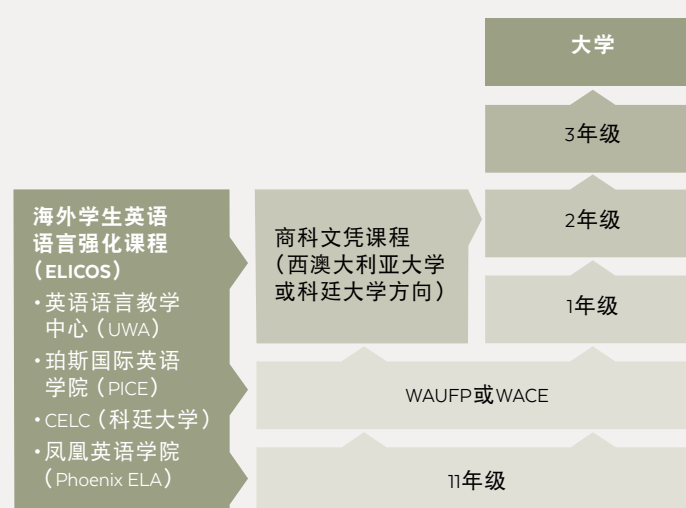 大学
3年级
2年级
1年级
海外学生英语
语言强化课程
（ELICOS）
·英语语言教学
中心（UWA）
·珀斯国际英语
学院（PICE）
·CELC（科廷大学）
·凤凰英语学院
（Phoenix ELA）
商科文凭课程
（西澳大利亚大学
或科廷大学方向）
WAUFP或WACE
11年级